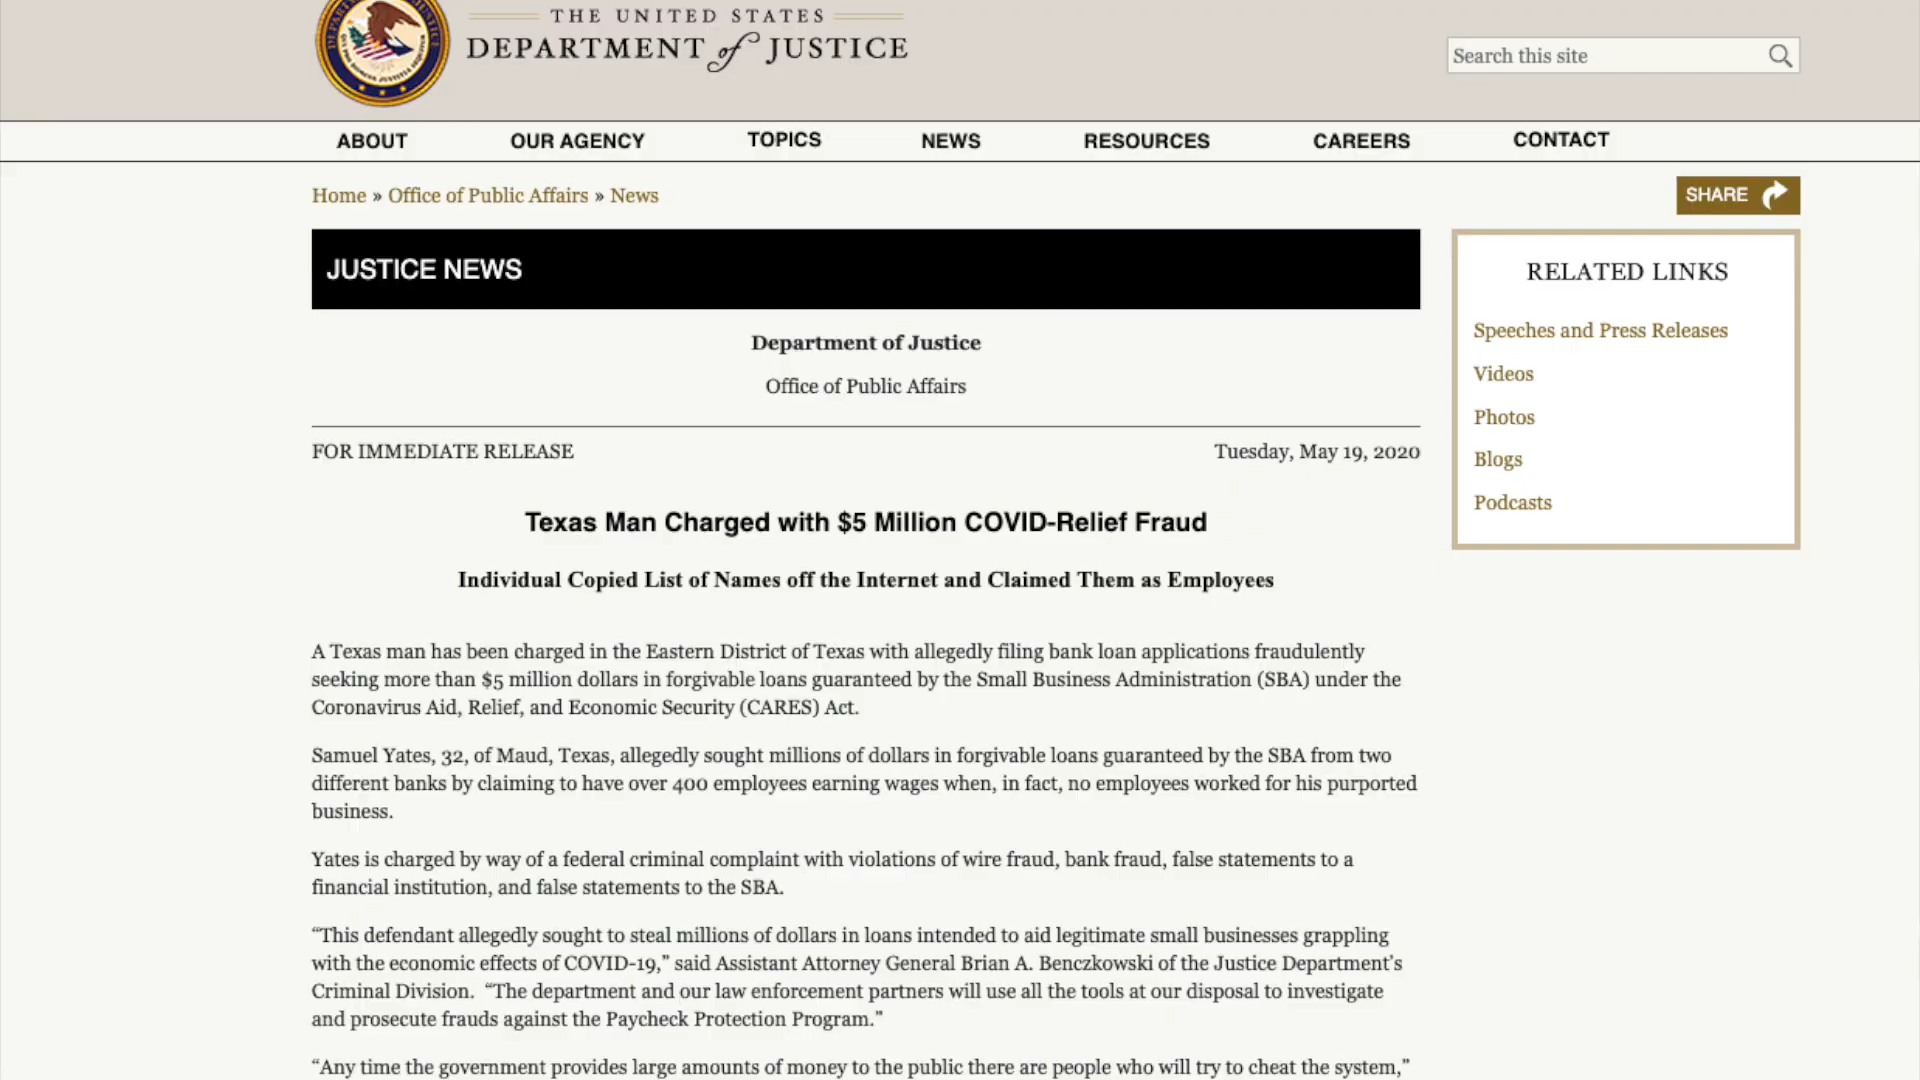 THE UNITED STATES
DEPARTMENT of JUSTICE
Search this site
ABOUT
OUR AGENCY
TOPICS
NEWS
RESOURCES
CAREERS
CONTACT
Home » Office of Public Affairs » News
SHARE
JUSTICE NEWS
Department of Justice
Office of Public Affairs
FOR IMMEDIATE RELEASE
Tuesday, May 19, 2020
Texas Man Charged with $5 Million COVID-Relief Fraud
Individual Copied List of Names off the Internet and Claimed Them as Employees
A Texas man has been charged in the Eastern District of Texas with allegedly filing bank loan applications fraudulently
seeking more than $5 million dollars in forgivable loans guaranteed by the Small Business Administration (SBA) under the
Coronavirus Aid, Relief, and Economic Security (CARES) Act.
Samuel Yates, 32, of Maud, Texas, allegedly sought millions of dollars in forgivable loans guaranteed by the SBA from two
different banks by claiming to have over 400 employees earning wages when, in fact, no employees worked for his purported
business.
Yates is charged by way of a federal criminal complaint with violations of wire fraud, bank fraud, false statements to a
financial institution, and false statements to the SBA.
“This defendant allegedly sought to steal millions of dollars in loans intended to aid legitimate small businesses grappling
with the economic effects of COVID-19,” said Assistant Attorney General Brian A. Benczkowski of the Justice Department’s
Criminal Division.  “The department and our law enforcement partners will use all the tools at our disposal to investigate
and prosecute frauds against the Paycheck Protection Program.”
“Any time the government provides large amounts of money to the public there are people who will try to cheat the system,”
RELATED LINKS
Speeches and Press Releases
Videos
Photos
Blogs
Podcasts